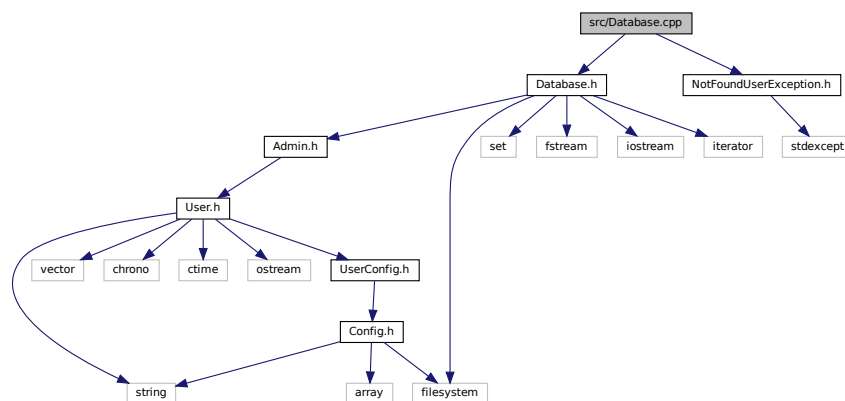 src/Database.cpp
Database.h
NotFoundUserException.h
Admin.h
set
fstream
iostream
iterator
stdexcept
User.h
vector
chrono
ctime
ostream
UserConfig.h
Config.h
string
array
filesystem